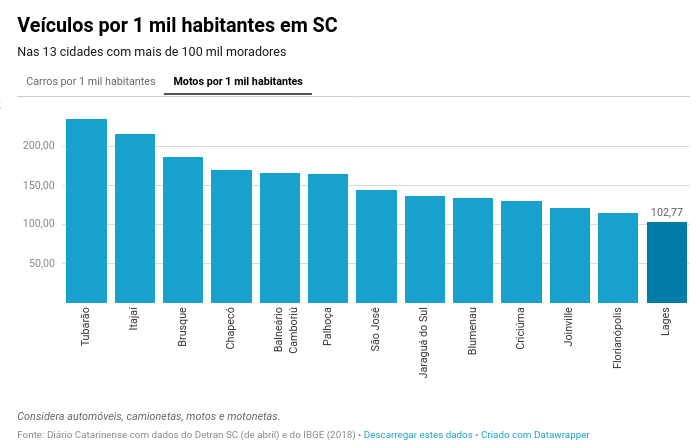 Veículos por 1 mil habitantes em SC
Nas 13 cidades com mais de 100 mil moradores
Carros por 1 mil habitantes
Motos por 1 mil habitantes
200,00
150,00
100,00
50,00
102,77
Tubarão
Itajaí
Brusque
Chapecó
Balneário
Camboriú
Palhoça
São José
Jaraguá do Sul
Blumenau
Criciúma
Joinville
Florianópolis
Lages
Considera automóveis, camionetas, motos e motonetas.
Fonte: Diário Catarinense com dados do Detran SC (de abril) e do IBGE (2018) • Descarregar estes dados • Criado com Datawrapper